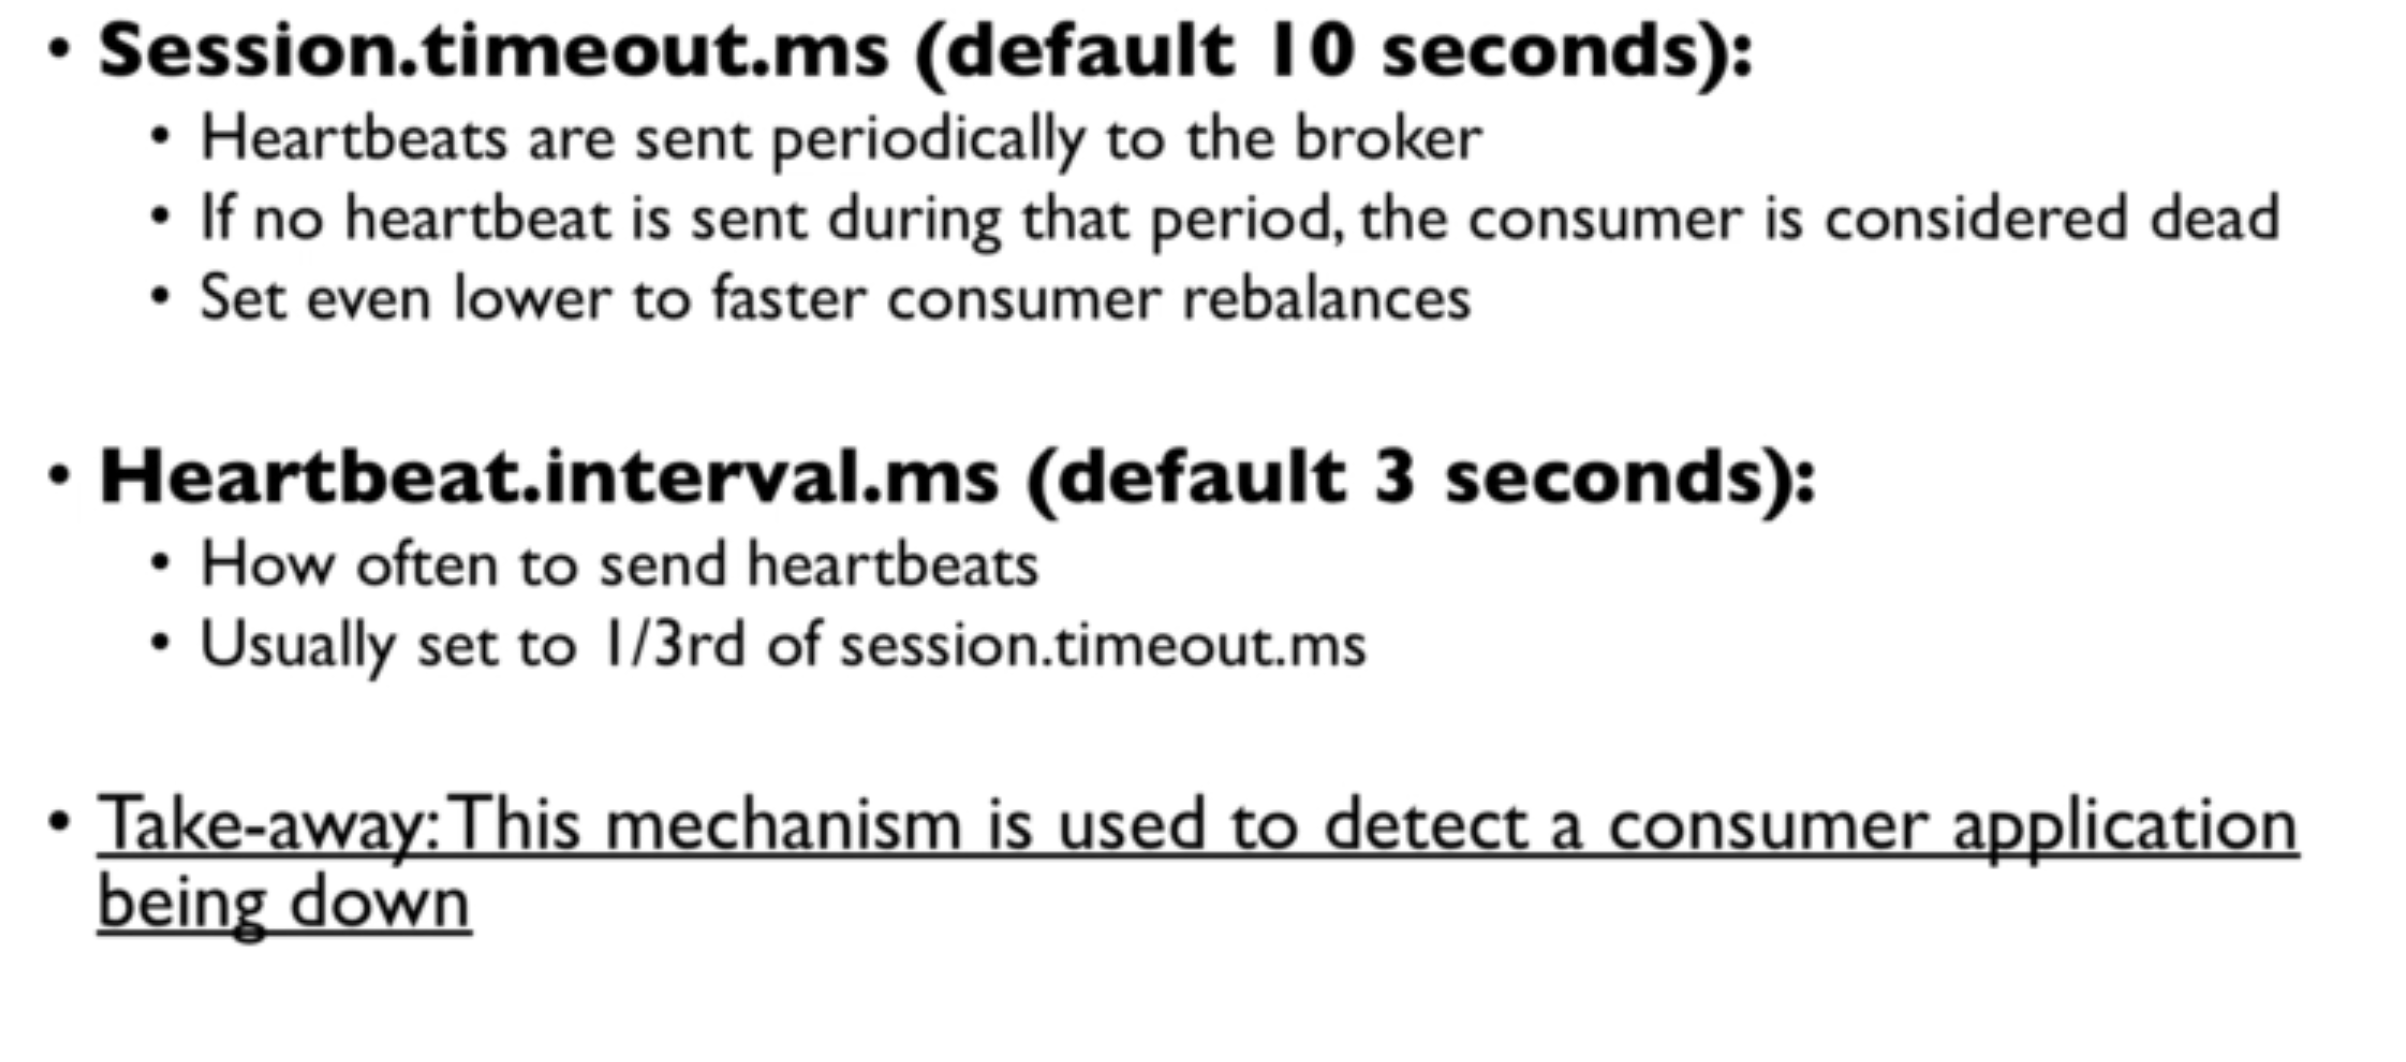 • Session.timeout.ms (default 10 seconds):
• Heartbeats are sent periodically to the broker
• If no heartbeat is sent during that period, the consumer is considered dead
• Set even lower to faster consumer rebalances
• Heartbeat.interval.ms (default 3 seconds):
• How often to send heartbeats
• Usually set to 1/3rd of session.timeout.ms
• Take-away: This mechanism is used to detect a consumer application
being down